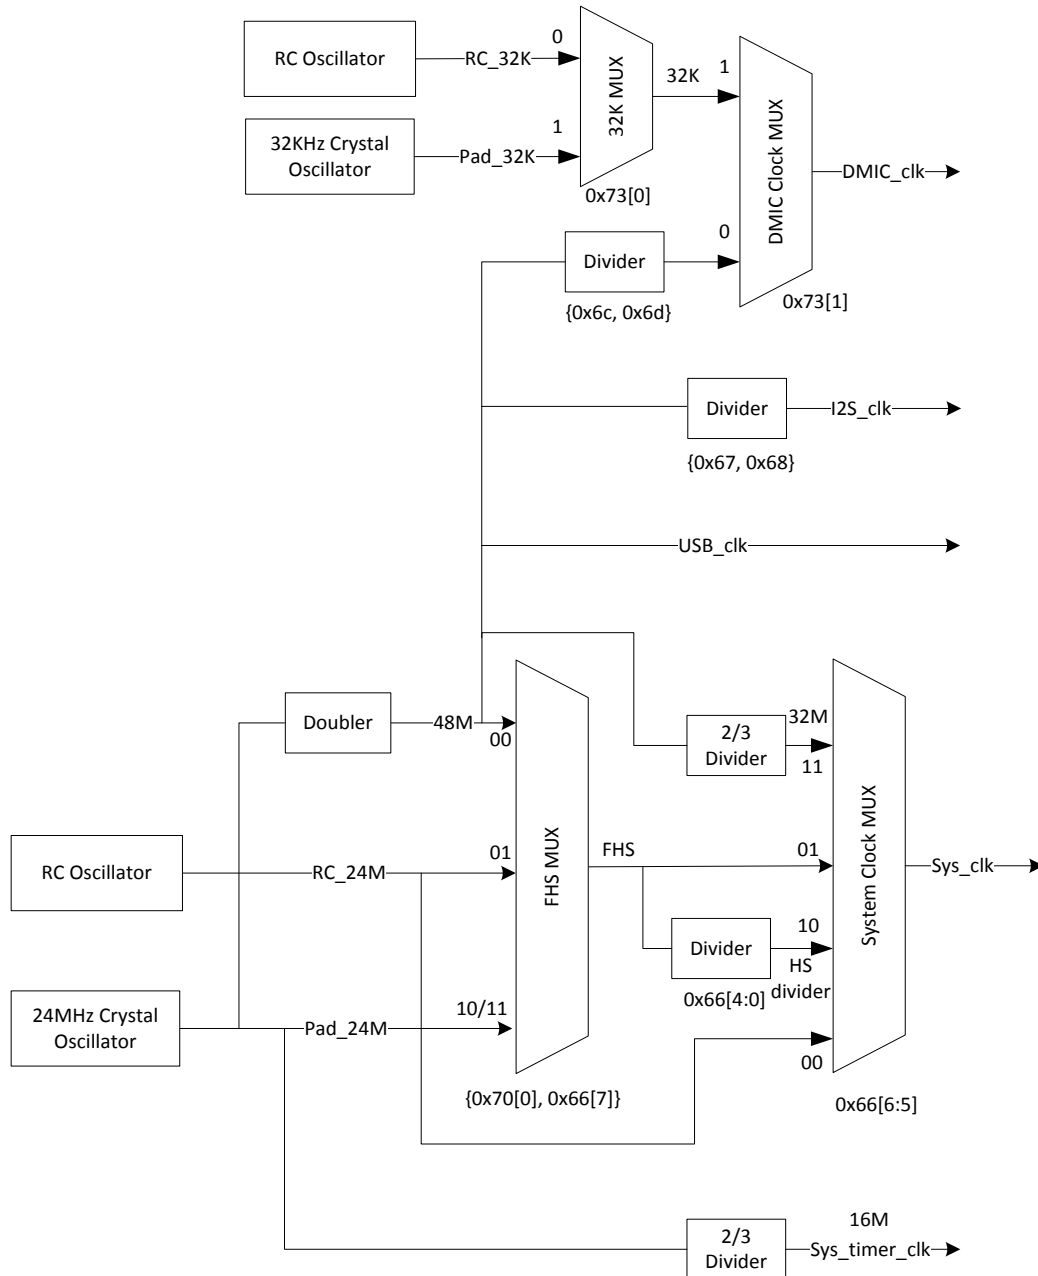 RC Oscillator
RC_32K
0
32K MUX
32K
1
DMIC Clock MUX
32KHz Crystal
Oscillator
Pad_32K
1
0x73[0]
DMIC_clk
0
Divider
{0x6c, 0x6d}
0x73[1]
Divider
I2S_clk
{0x67, 0x68}
USB_clk
Doubler
48M
00
2/3
Divider
32M
11
RC Oscillator
RC_24M
01
FHS MUX
FHS
01
System Clock MUX
Sys_clk
Divider
10
HS
divider
0x66[4:0]
24MHz Crystal
Oscillator
Pad_24M
10/11
00
{0x70[0], 0x66[7]}
0x66[6:5]
2/3
Divider
16M
Sys_timer_clk